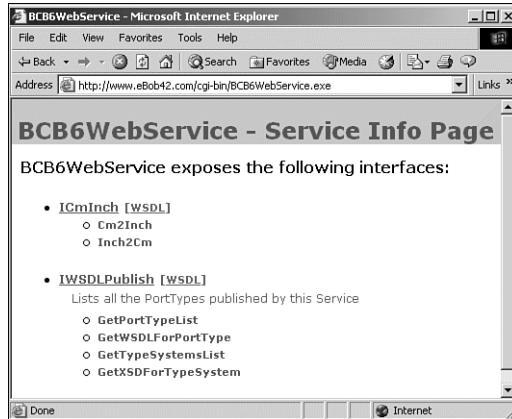 BCB6WebService - Microsoft Internet Explorer
File Edit View Favorites Tools Help
Back Search Favorites Media
Address http://www.eBob42.com/cgi-bin/BCB6WebService.exe Links »
BCB6WebService - Service Info Page
BCB6WebService exposes the following interfaces:
ICmInch [WSDL]
Cm2Inch
Inch2Cm
IWSDLPublish [WSDL]
Lists all the PortTypes published by this Service
GetPortTypeList
GetWSDLForPortType
GetTypeSystemsList
GetXSDForTypeSystem
Done Internet